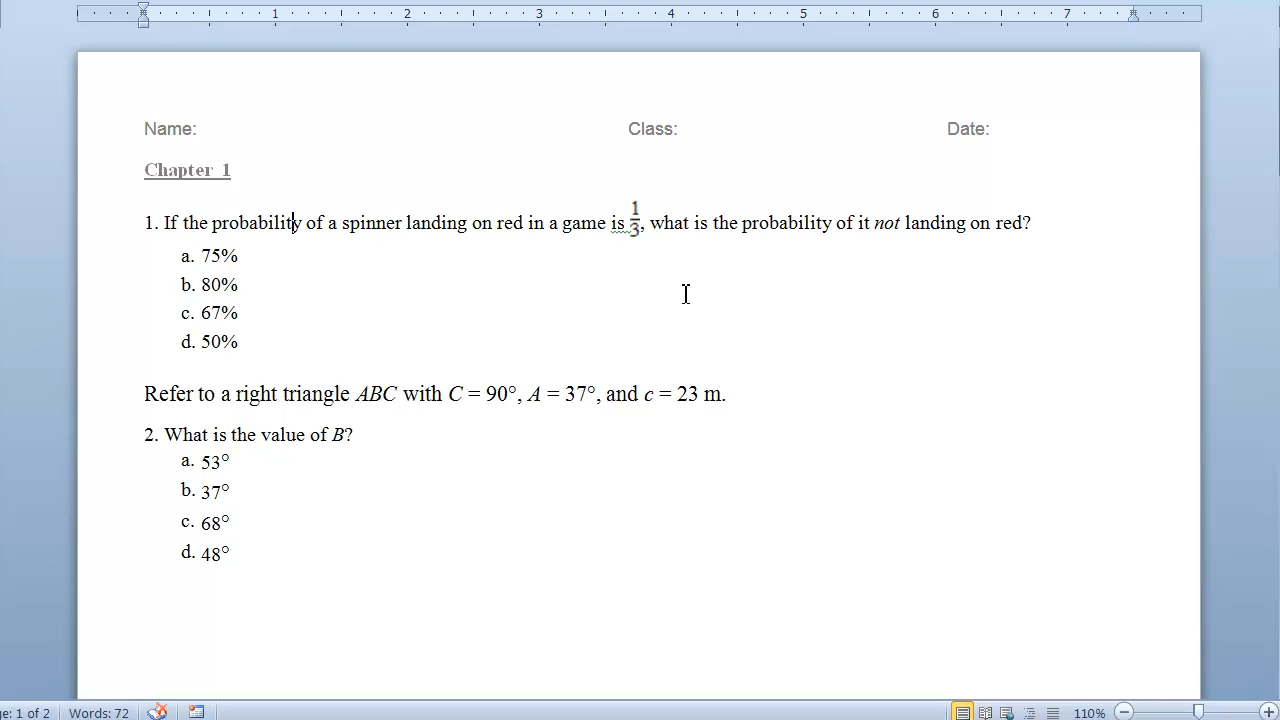 1 2 3 4 5 6 7
Name: Class: Date:
Chapter 1
1. If the probability of a spinner landing on red in a game is 1/3, what is the probability of it not landing on red?
a. 75%
b. 80%
c. 67%
d. 50%
Refer to a right triangle ABC with C = 90°, A = 37°, and c = 23 m.
2. What is the value of B?
a. 53°
b. 37°
c. 68°
d. 48°
ge: 1 of 2 Words: 72 110%